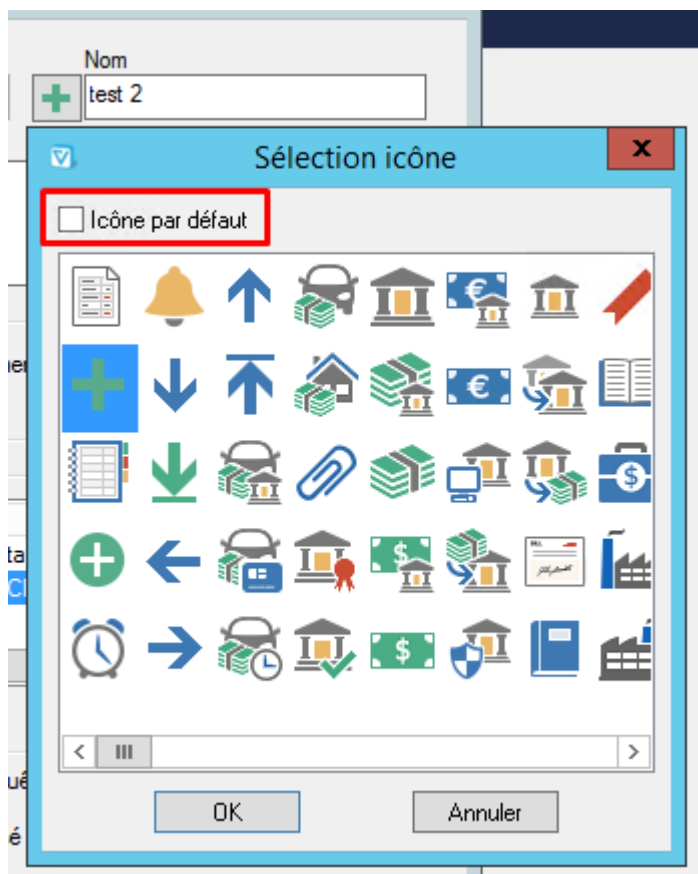 Nom
test 2
Sélection icône
x
Icône par défaut
OK
Annuler